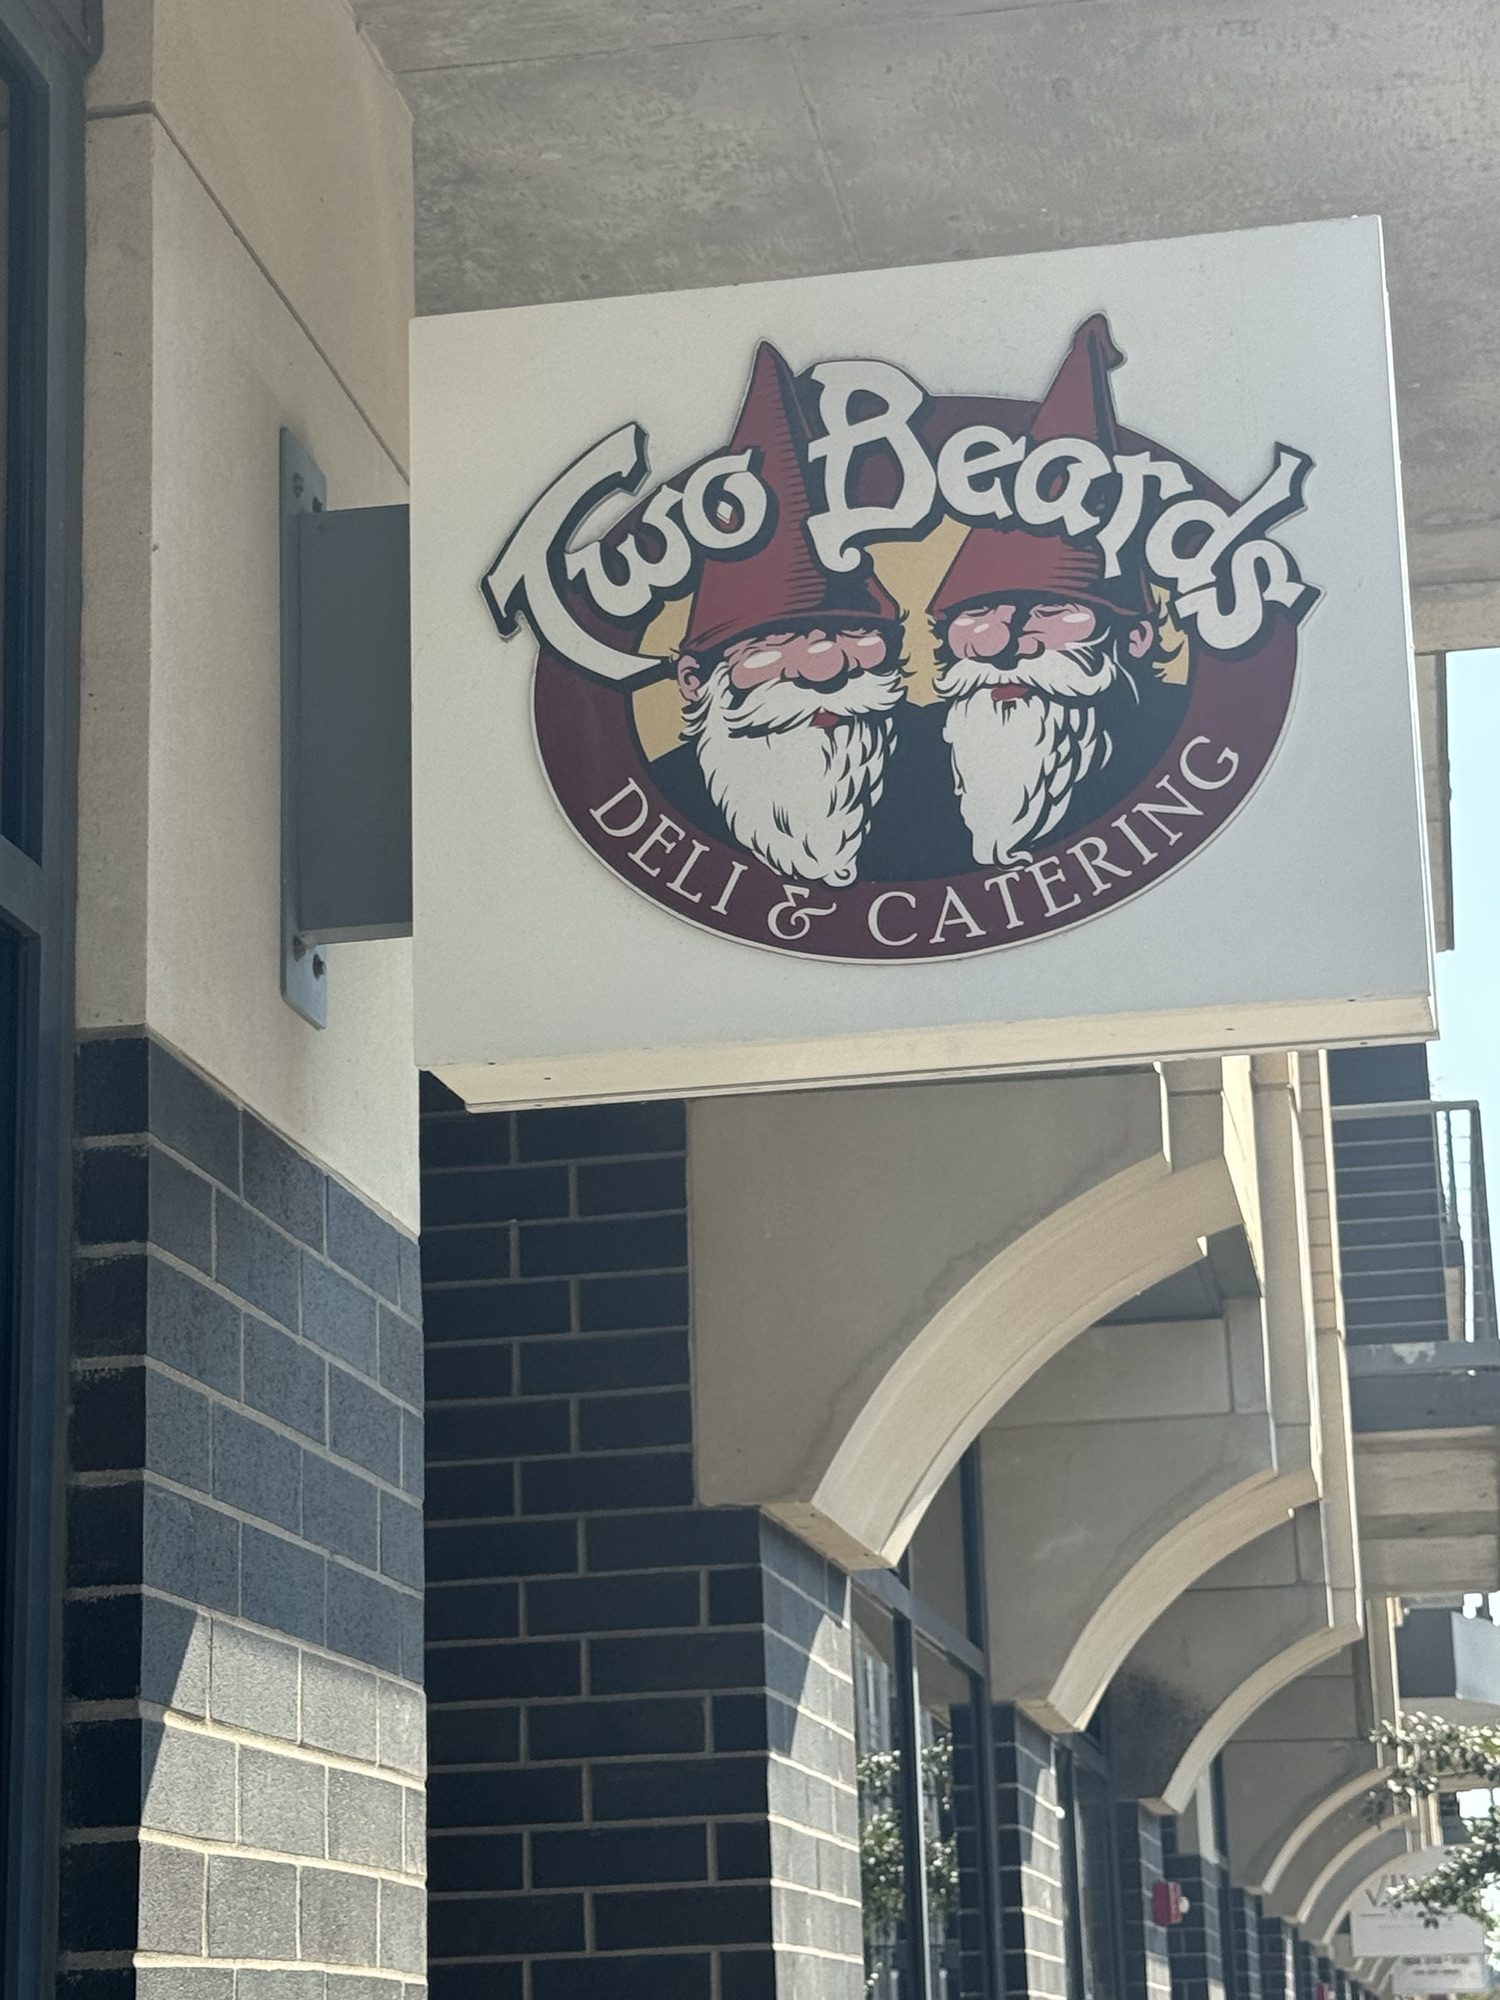 Two Beards
DELI & CATERING